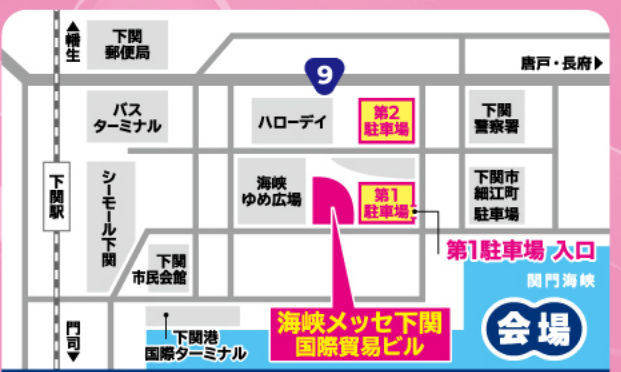 ▲幡生
下関
郵便局
9
唐戸・長府▶
バス
ターミナル
ハローデイ
第2
駐車場
下関
警察署
下関駅
シーモール下関
海峡
ゆめ広場
第1
駐車場
下関市
細江町
駐車場
第1駐車場 入口
下関
市民会館
関門海峡
門司▼
下関港
国際ターミナル
海峡メッセ下関
国際貿易ビル
会場